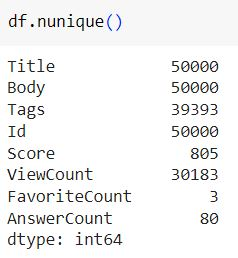 df.nunique()
Title 50000
Body 50000
Tags 39393
Id 50000
Score 805
ViewCount 30183
FavoriteCount 3
AnswerCount 80
dtype: int64